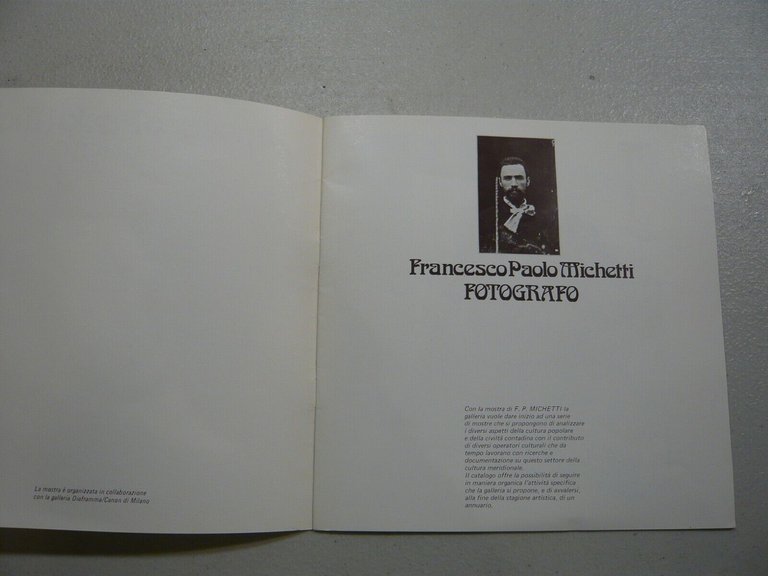 La mostra è organizzata in collaborazione
con la galleria Diaframma/Canon di Milano
Francesco Paolo Michetti
FOTOGRAFO
Con la mostra di F. P. MICHETTI la
galleria vuole dare inizio ad una serie
di mostre che si propongono di analizzare
i diversi aspetti della cultura popolare
e della civiltà contadina con il contributo
di diversi operatori culturali che da
tempo lavorano con ricerche e
documentazione su questo settore della
cultura meridionale.
Il catalogo offre la possibilità di seguire
in maniera organica l'attività specifica
che la galleria si propone, e di avvalersi,
alla fine della stagione artistica, di un
annuario.